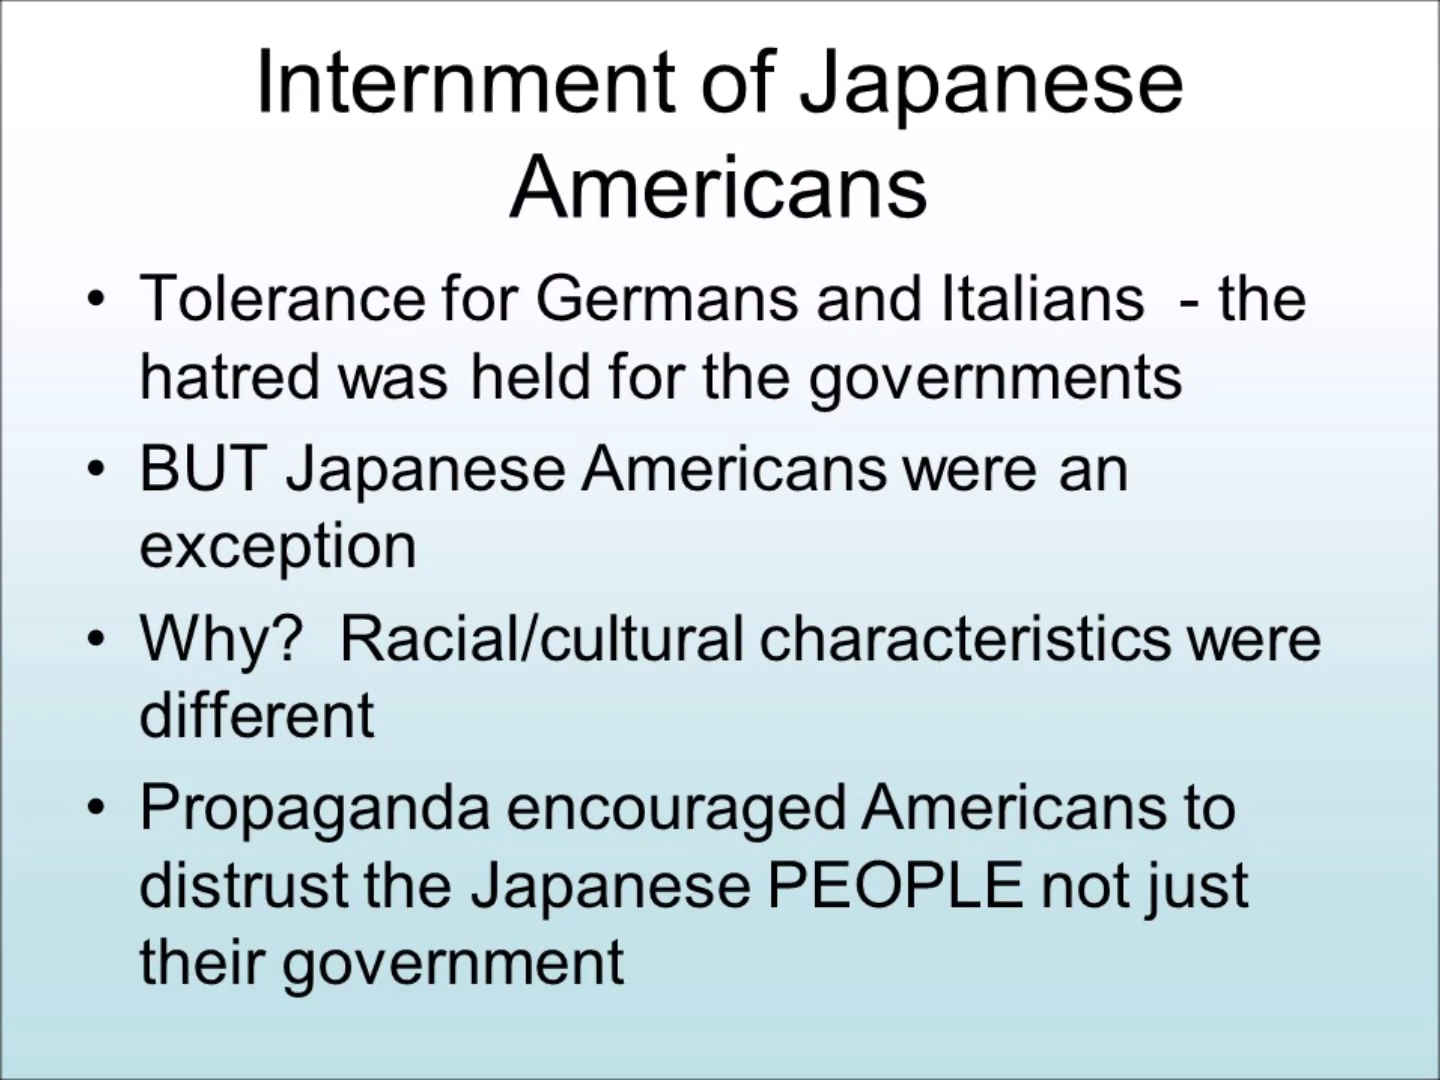 Internment of Japanese
Americans
• Tolerance for Germans and Italians  - the
hatred was held for the governments
• BUT Japanese Americans were an
exception
• Why?  Racial/cultural characteristics were
different
• Propaganda encouraged Americans to
distrust the Japanese PEOPLE not just
their government